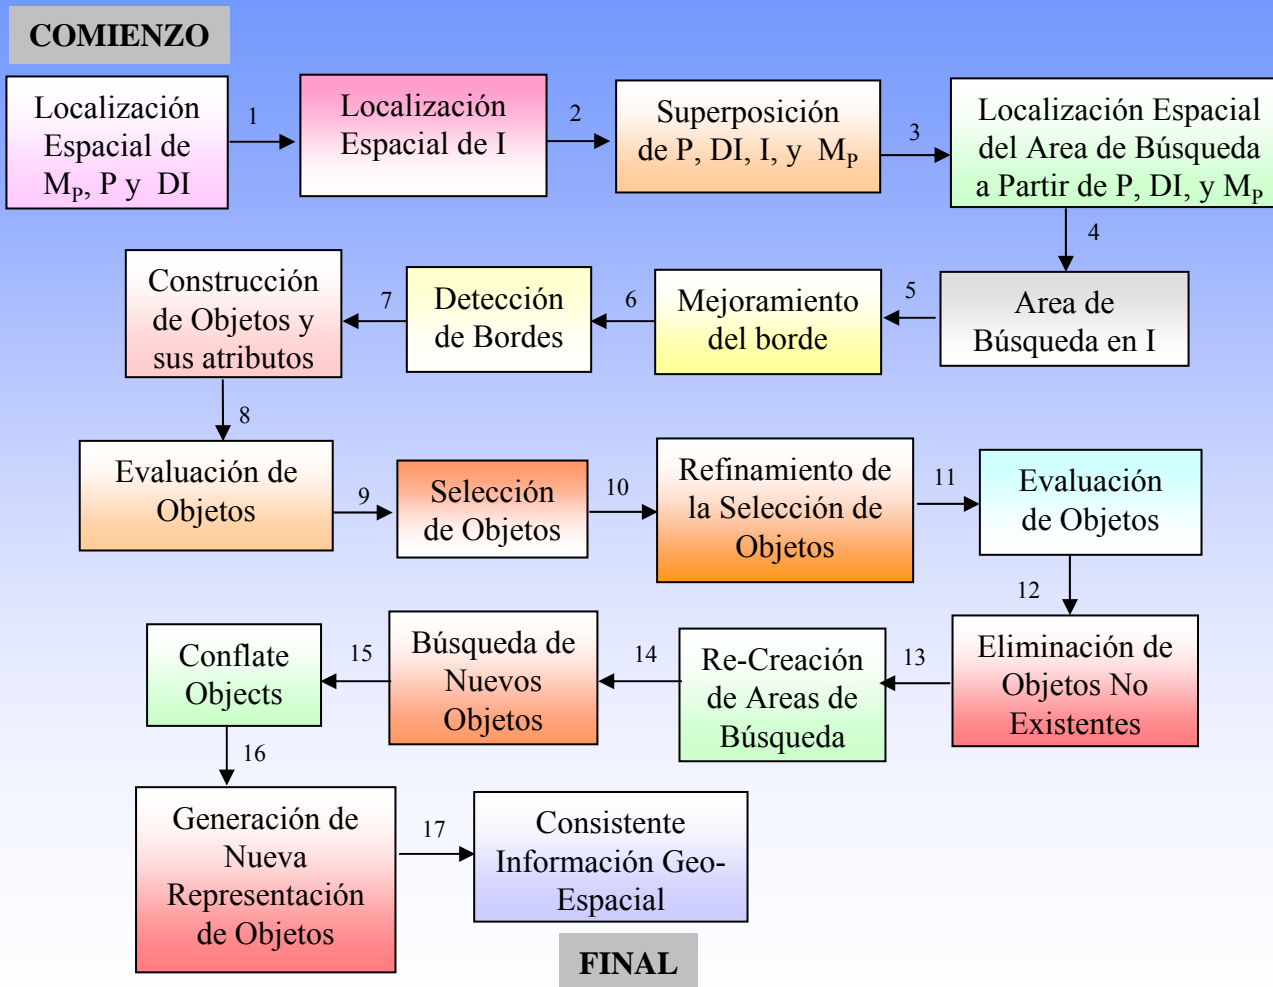 COMIENZO
Localización
Espacial de
M_P, P y DI
1
Localización
Espacial de I
2
Superposición
de P, DI, I, y M_P
3
Localización Espacial
del Area de Búsqueda
a Partir de P, DI, y M_P
4
Area de
Búsqueda en I
5
Mejoramiento
del borde
6
Detección
de Bordes
7
Construcción
de Objetos y
sus atributos
8
Evaluación de
Objetos
9
Selección
de Objetos
10
Refinamiento de
la Selección de
Objetos
11
Evaluación
de Objetos
12
Eliminación de
Objetos No
Existentes
13
Re-Creación
de Areas de
Búsqueda
14
Búsqueda de
Nuevos
Objetos
15
Conflate
Objects
16
Generación de
Nueva
Representación
de Objetos
17
Consistente
Información Geo-
Espacial
FINAL